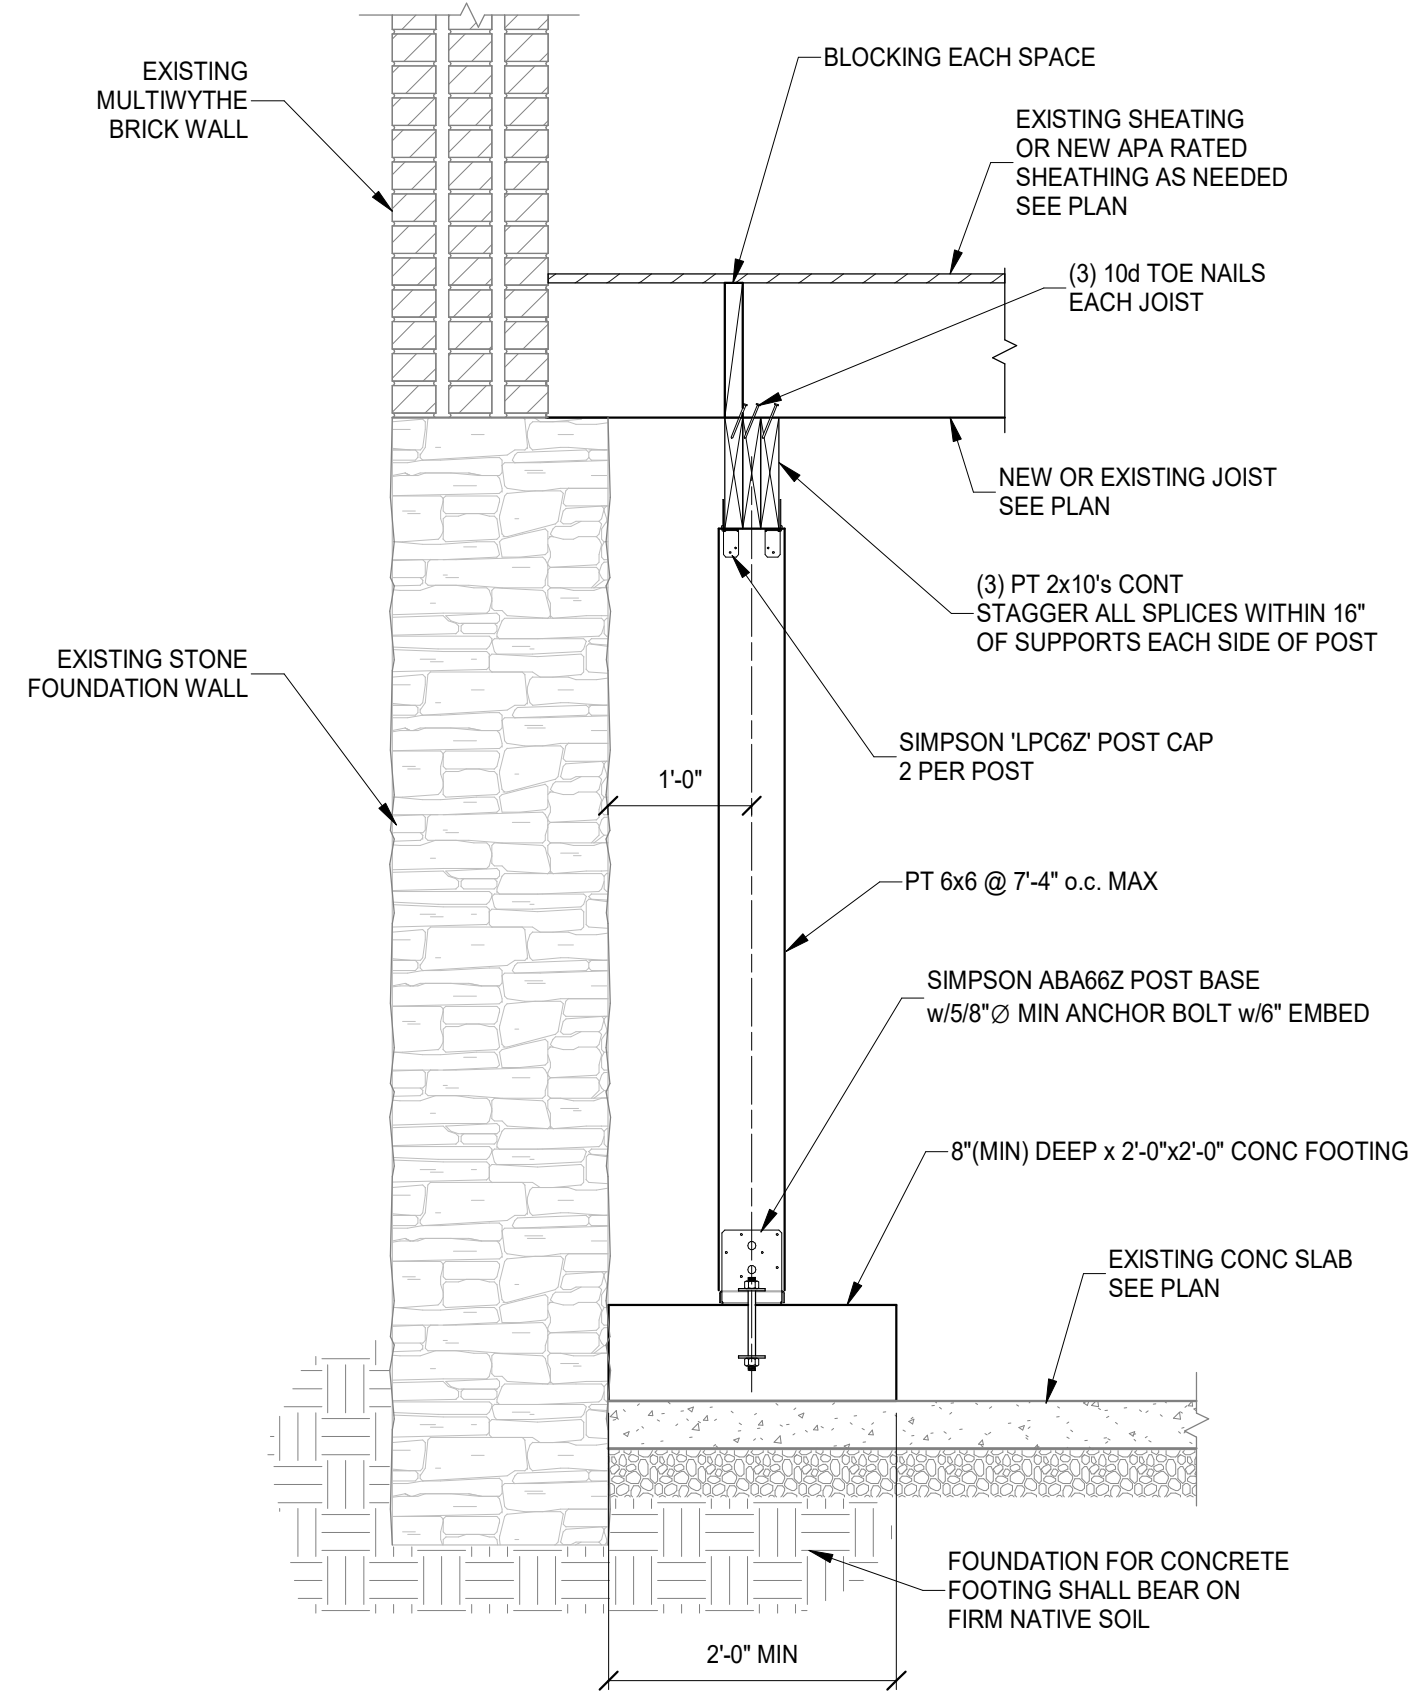 BLOCKING EACH SPACE
EXISTING
MULTIWYTHE
BRICK WALL
EXISTING SHEATING
OR NEW APA RATED
SHEATHING AS NEEDED
SEE PLAN
(3) 10d TOE NAILS
EACH JOIST
NEW OR EXISTING JOIST
SEE PLAN
(3) PT 2x10's CONT
STAGGER ALL SPLICES WITHIN 16"
OF SUPPORTS EACH SIDE OF POST
EXISTING STONE
FOUNDATION WALL
SIMPSON 'LPC6Z' POST CAP
2 PER POST
1'-0"
PT 6x6 @ 7'-4" o.c. MAX
SIMPSON ABA66Z POST BASE
w/5/8"∅ MIN ANCHOR BOLT w/6" EMBED
8"(MIN) DEEP x 2'-0"x2'-0" CONC FOOTING
EXISTING CONC SLAB
SEE PLAN
FOUNDATION FOR CONCRETE
FOOTING SHALL BEAR ON
FIRM NATIVE SOIL
2'-0" MIN